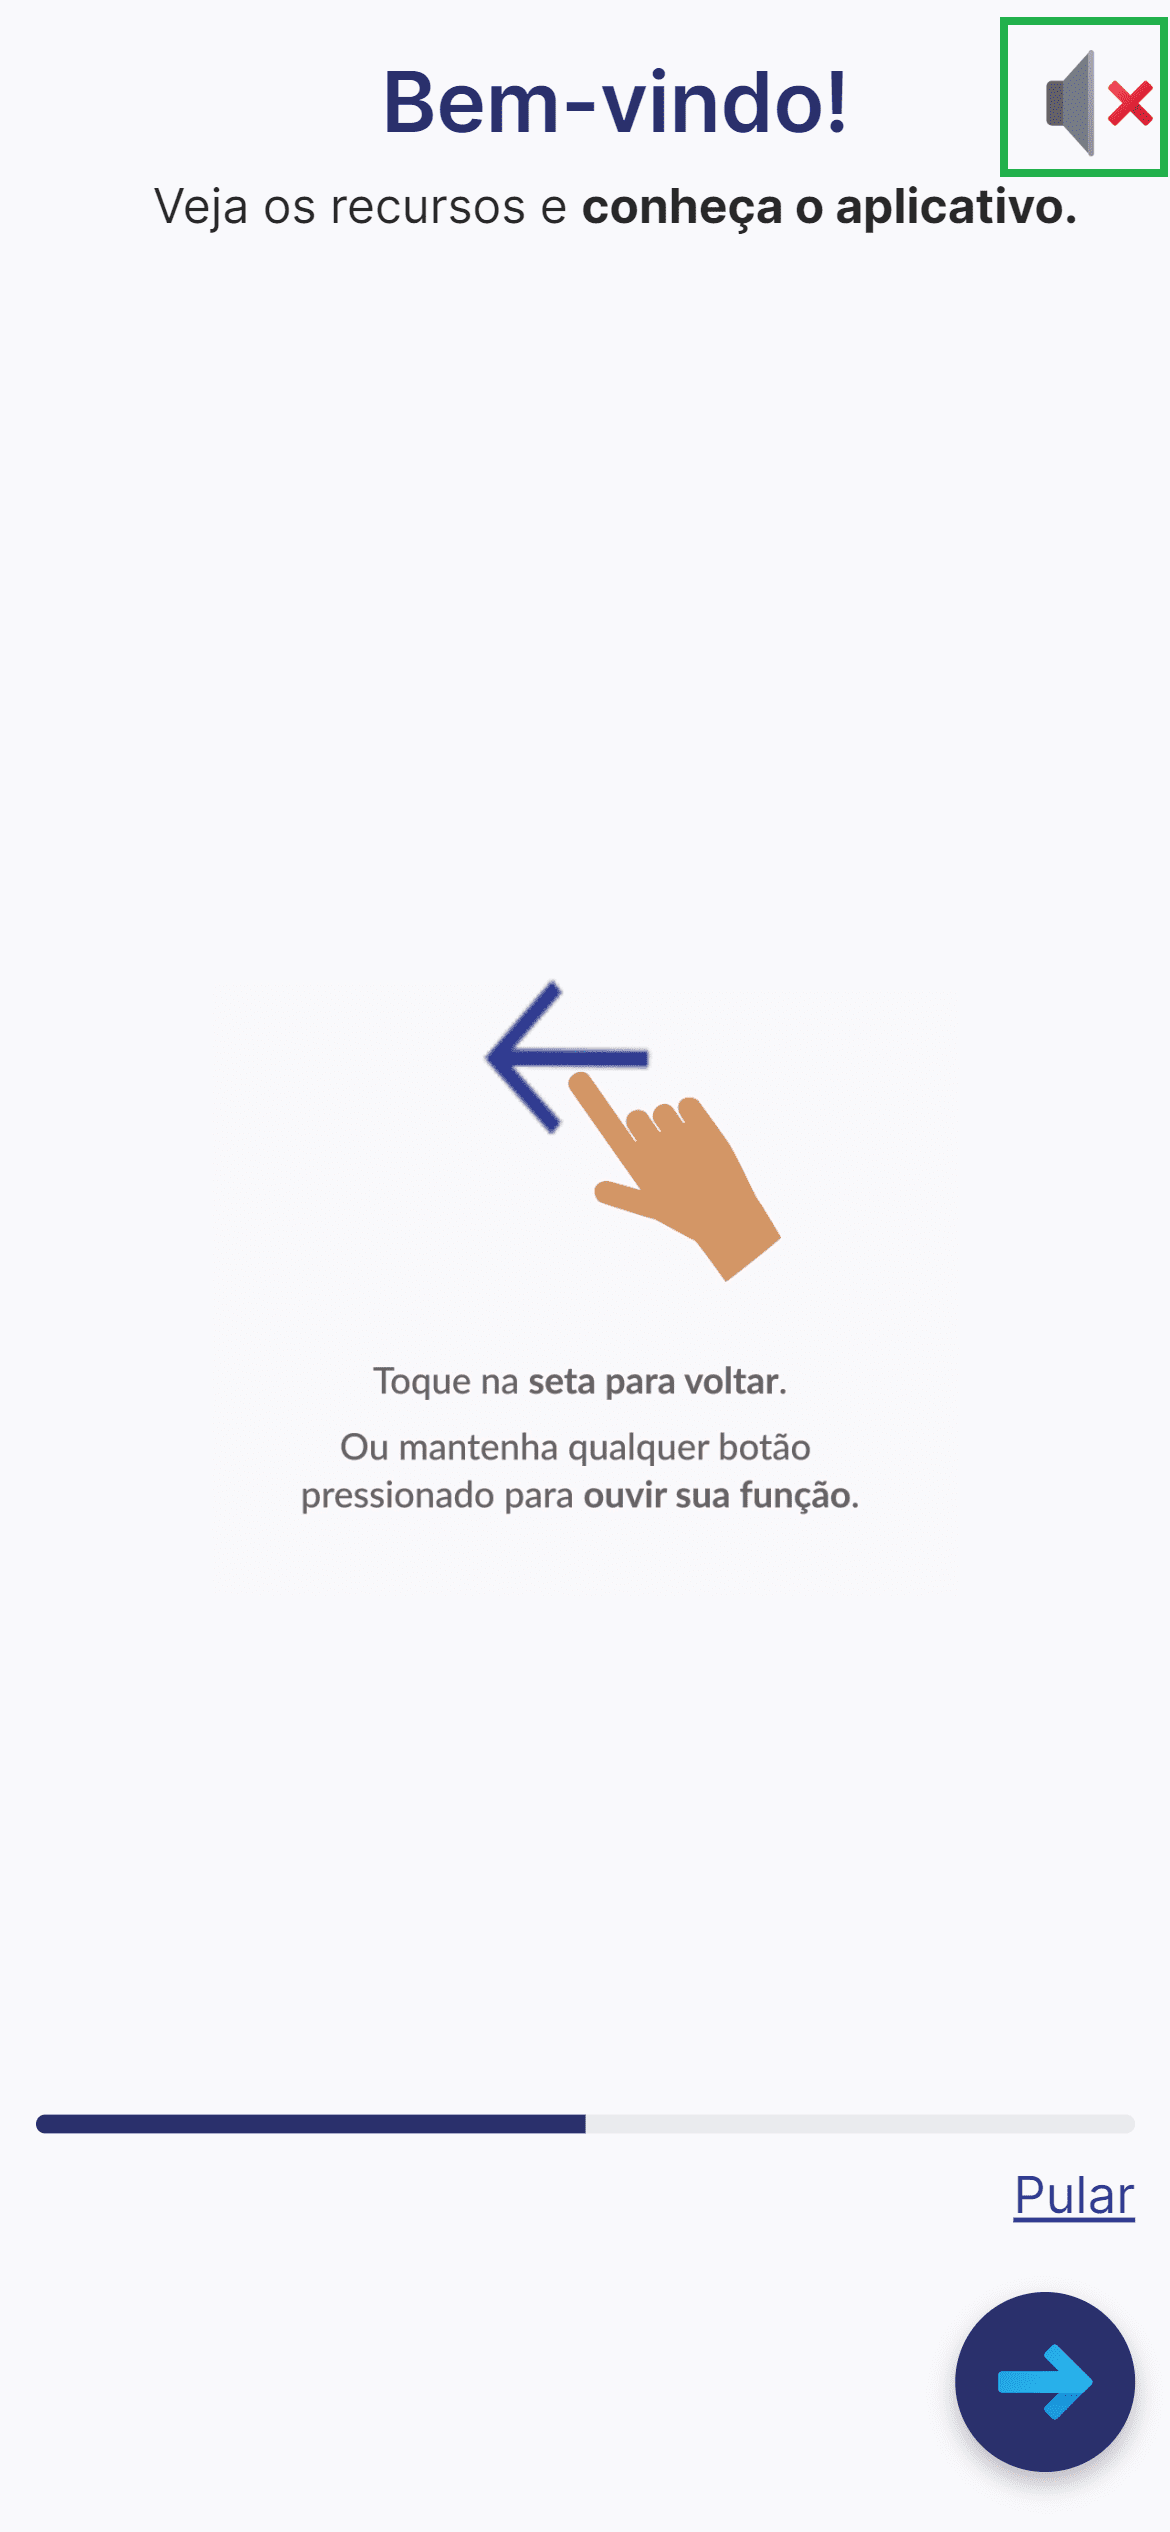 Bem-vindo!
Veja os recursos e conheça o aplicativo.
Toque na seta para voltar.
Ou mantenha qualquer botão
pressionado para ouvir sua função.
Pular